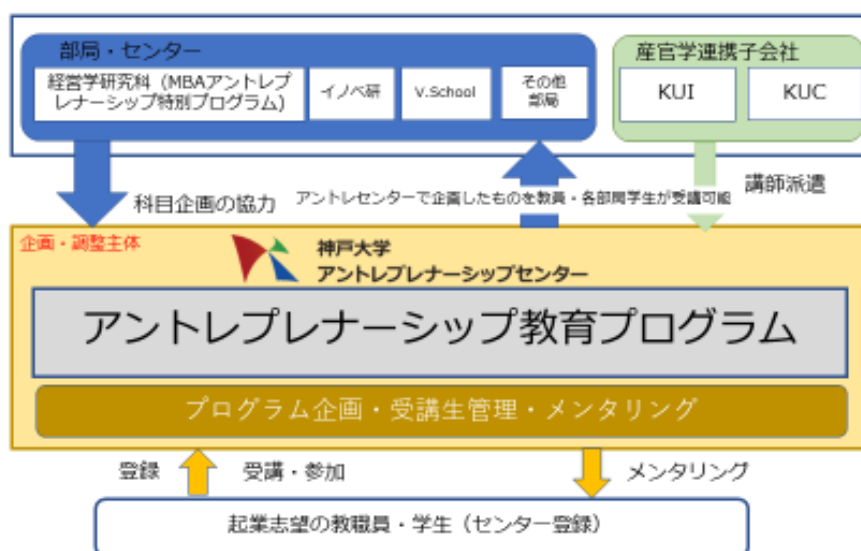 部局・センター
経営学研究科（MBAアントレプ
レナーシップ特別プログラム)
イノベ研
V.School
その他
部局
産官学連携子会社
KUI
KUC
科目企画の協力
アントレセンターで企画したものを教員・各部局学生が受講可能
講師派遣
企画・調整主体
神戸大学
アントレプレナーシップセンター
アントレプレナーシップ教育プログラム
プログラム企画・受講生管理・メンタリング
登録
受講・参加
メンタリング
起業志望の教職員・学生（センター登録）